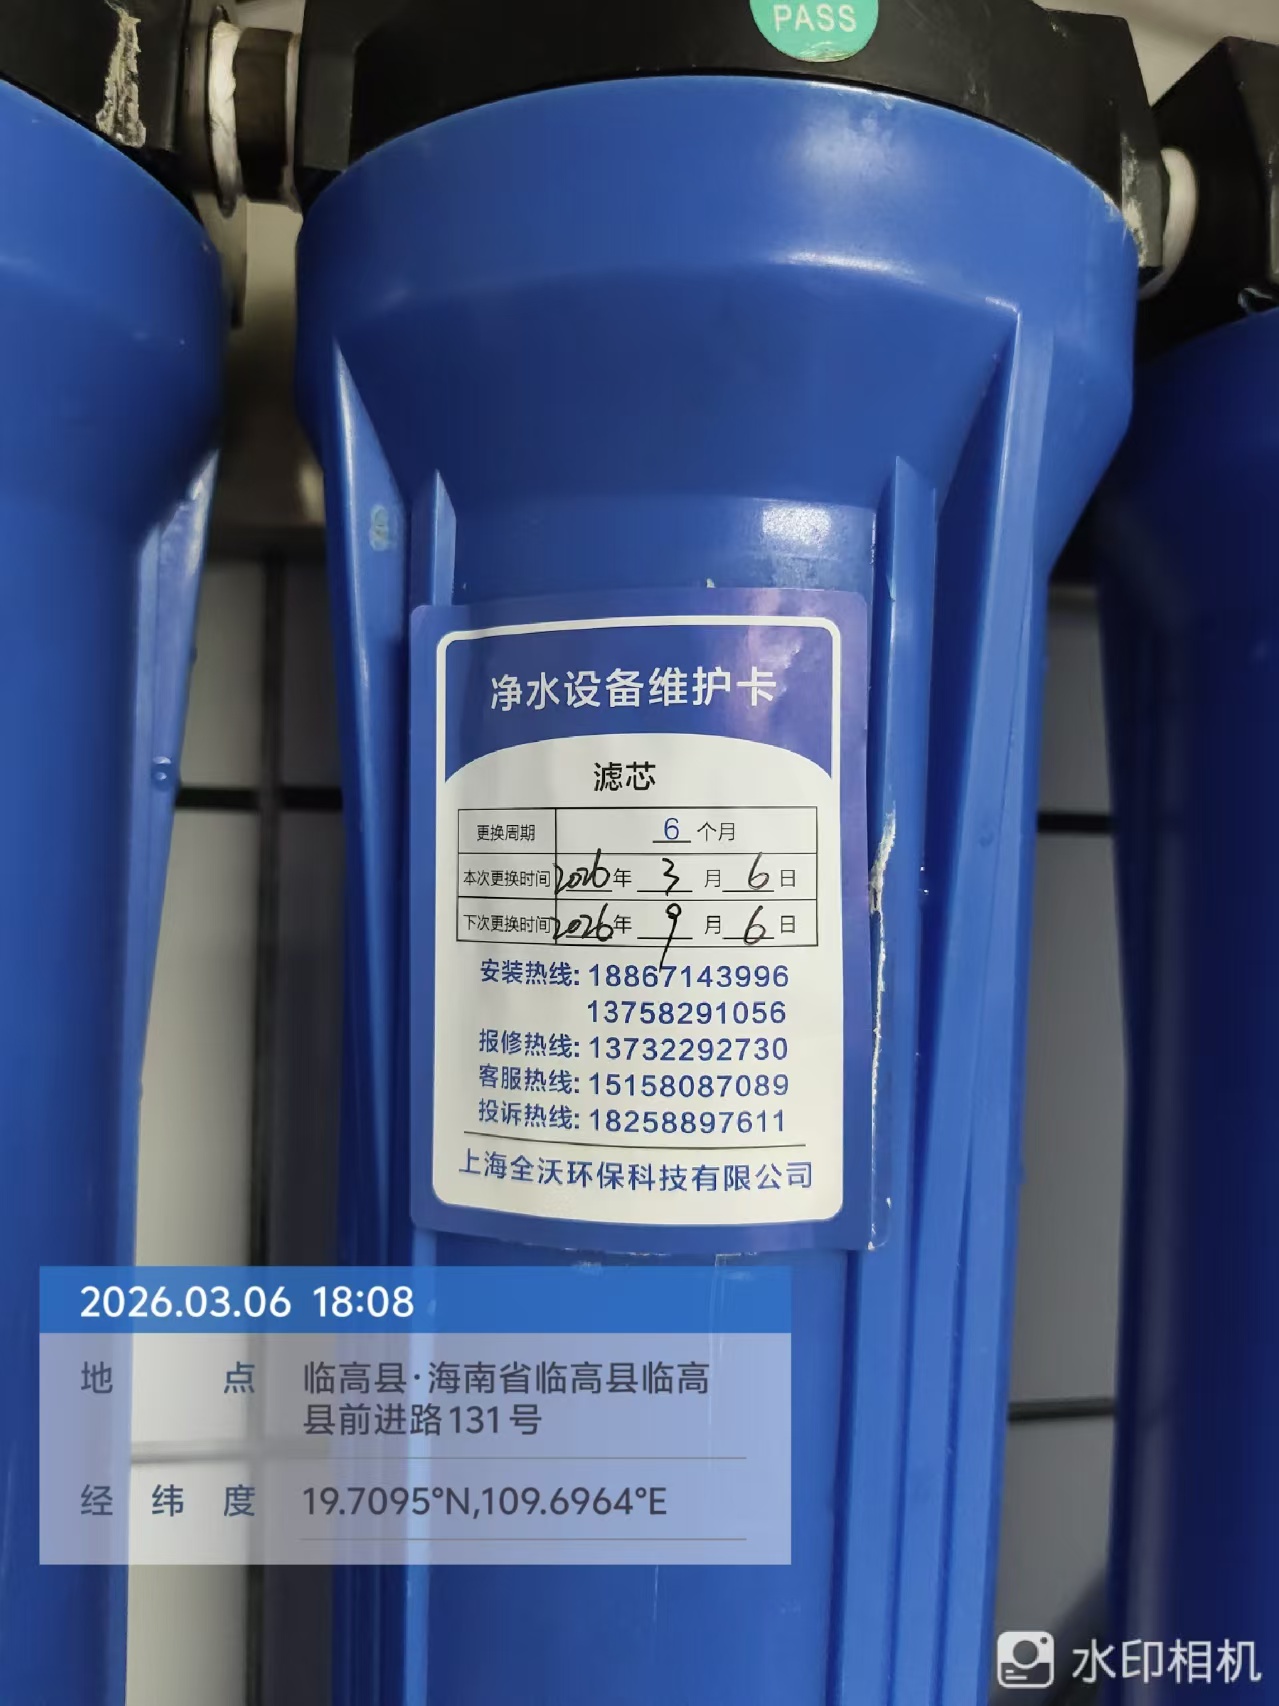 PASS
净水设备维护卡
滤芯
更换周期 6 个月
本次更换时间 2026年 3 月 6 日
下次更换时间 2026年 9 月 6 日
安装热线: 18867143996
13758291056
报修热线: 13732292730
客服热线: 15158087089
投诉热线: 18258897611
上海全沃环保科技有限公司
2026.03.06 18:08
地点 临高县·海南省临高县临高
县前进路131号
经纬度 19.7095°N,109.6964°E
水印相机